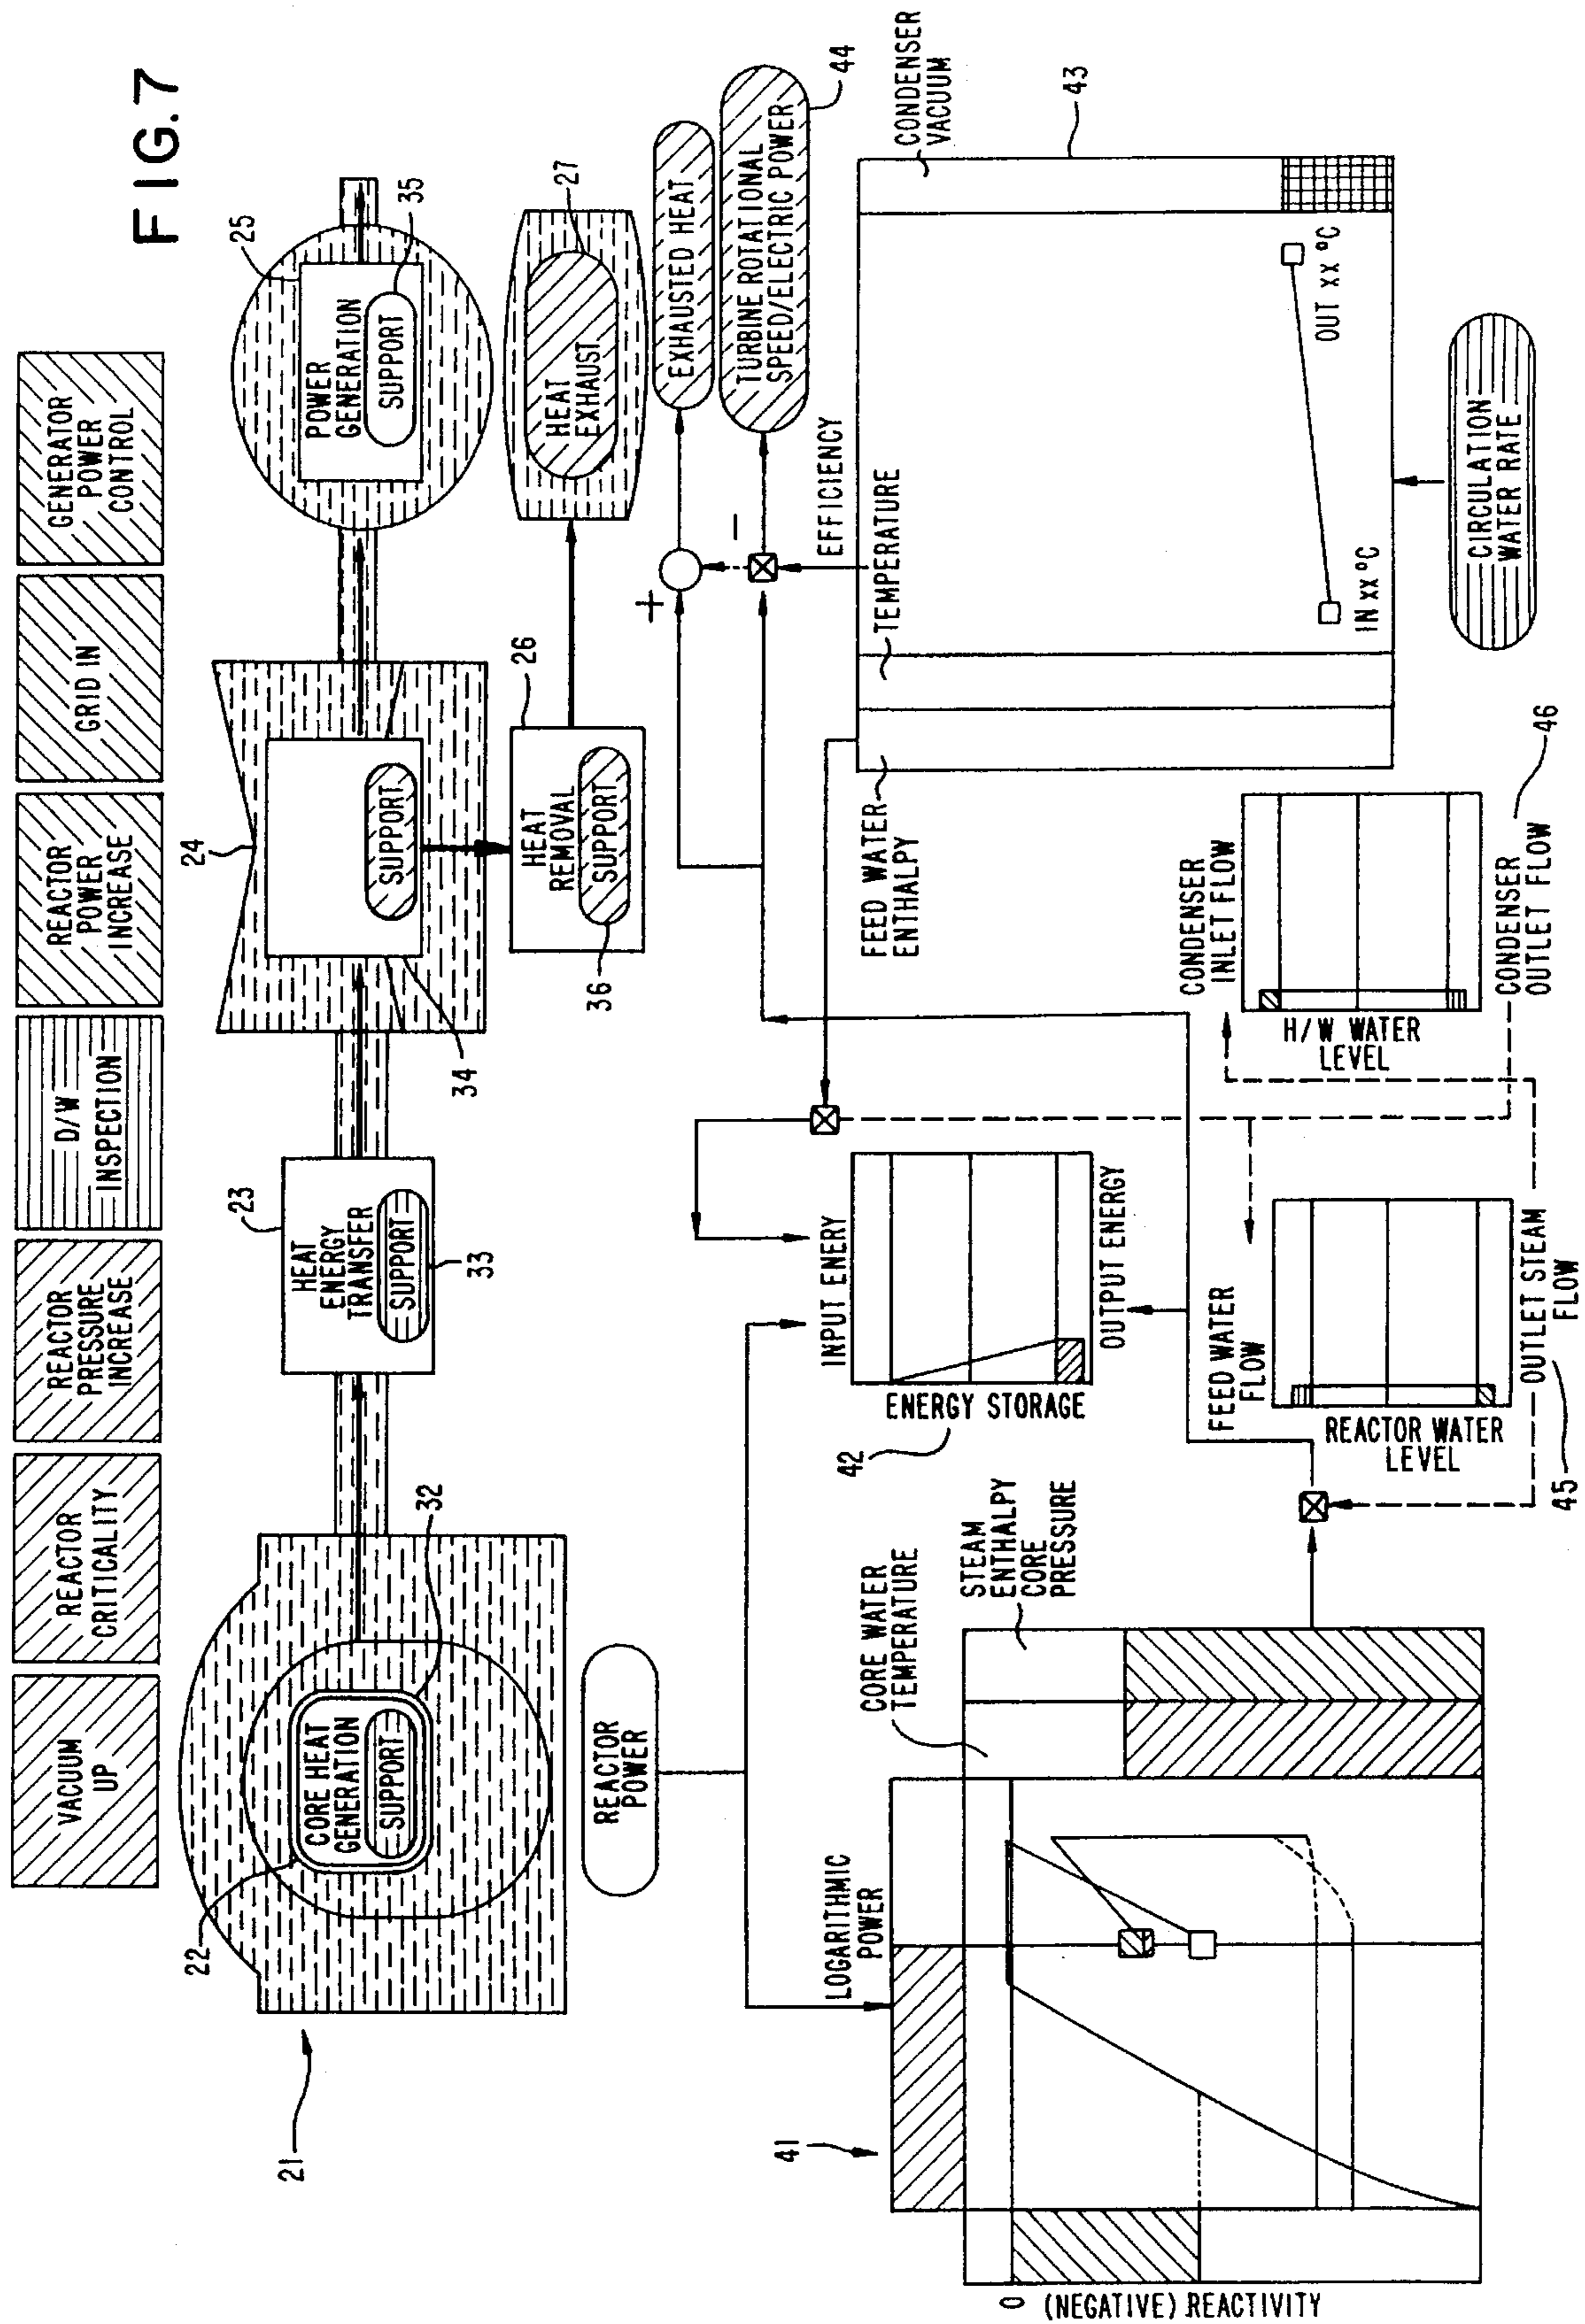 FIG.7
VACUUM
UP
REACTOR
CRITICALITY
REACTOR
PRESSURE
INCREASE
D/W
INSPECTION
REACTOR
POWER
INCREASE
GRID IN
GENERATOR
POWER
CONTROL
21
22
CORE HEAT
GENERATION
SUPPORT
32
23
HEAT
ENERGY
TRANSFER
SUPPORT
33
24
SUPPORT
34
25
POWER
GENERATION
SUPPORT
35
26
HEAT
REMOVAL
SUPPORT
36
27
HEAT
EXHAUST
REACTOR
POWER
+
−
EXHAUSTED HEAT
TURBINE ROTATIONAL
SPEED/ELECTRIC POWER
44
EFFICIENCY
41
LOGARITHMIC
POWER
CORE WATER
TEMPERATURE
STEAM
ENTHALPY
CORE
PRESSURE
0
(NEGATIVE) REACTIVITY
INPUT ENERY
ENERGY STORAGE
42
OUTPUT ENERGY
FEED WATER
FLOW
REACTOR WATER
LEVEL
OUTLET STEAM
FLOW
45
CONDENSER
INLET FLOW
H/W WATER
LEVEL
CONDENSER
OUTLET FLOW
46
FEED WATER
ENTHALPY
TEMPERATURE
CONDENSER
VACUUM
43
IN XX °C
OUT XX °C
CIRCULATION
WATER RATE